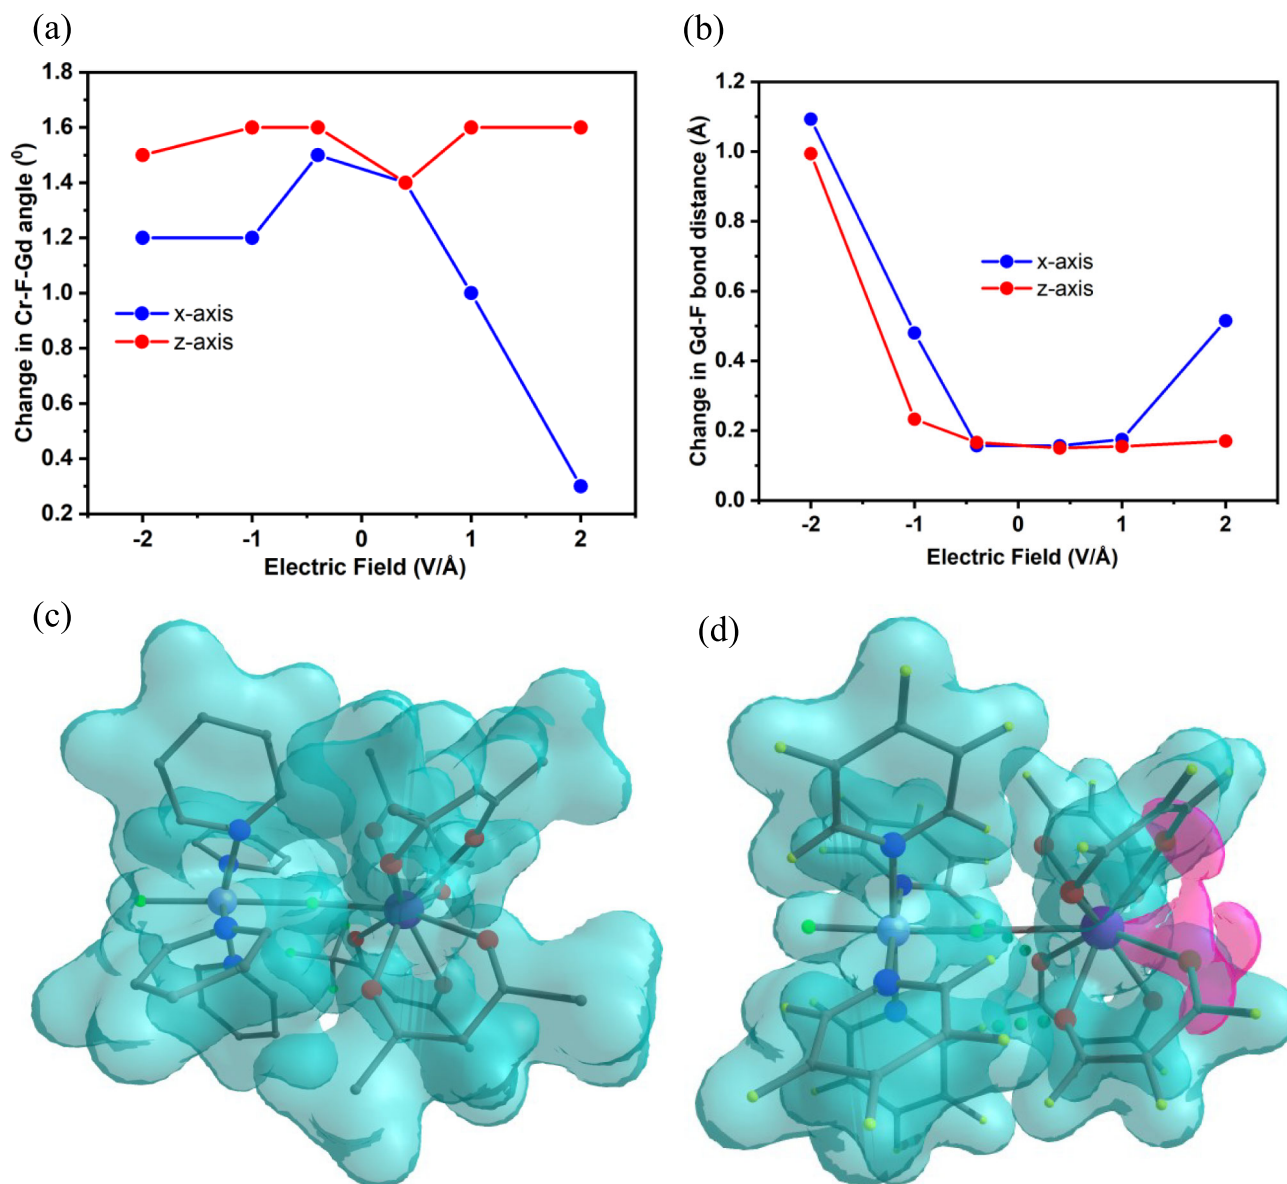 (a)
1.8
1.6
1.4
1.2
1.0
0.8
0.6
0.4
0.2
Change in Cr-F-Gd angle (⁰)
x-axis
z-axis
-2 -1 0 1 2
Electric Field (V/Å)
(b)
1.2
1.0
0.8
0.6
0.4
0.2
0.0
Change in Gd-F bond distance (Å)
x-axis
z-axis
-2 -1 0 1 2
Electric Field (V/Å)
(c)
(d)